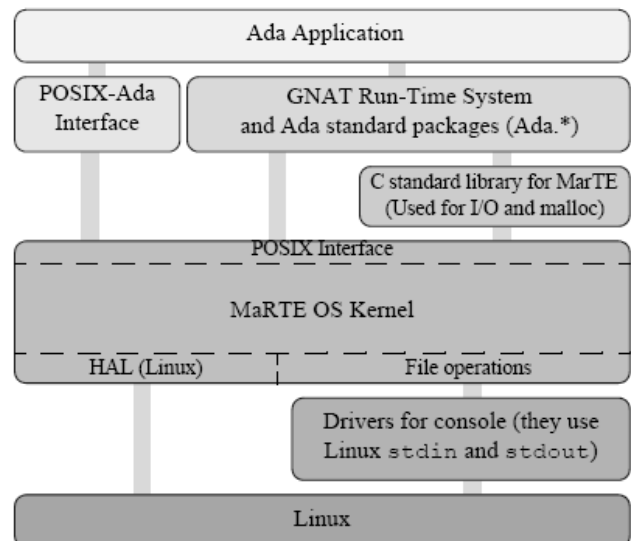 Ada Application
POSIX-Ada
Interface
GNAT Run-Time System
and Ada standard packages (Ada.*)
C standard library for MarTE
(Used for I/O and malloc)
POSIX Interface
MaRTE OS Kernel
HAL (Linux)
File operations
Drivers for console (they use
Linux stdin and stdout)
Linux